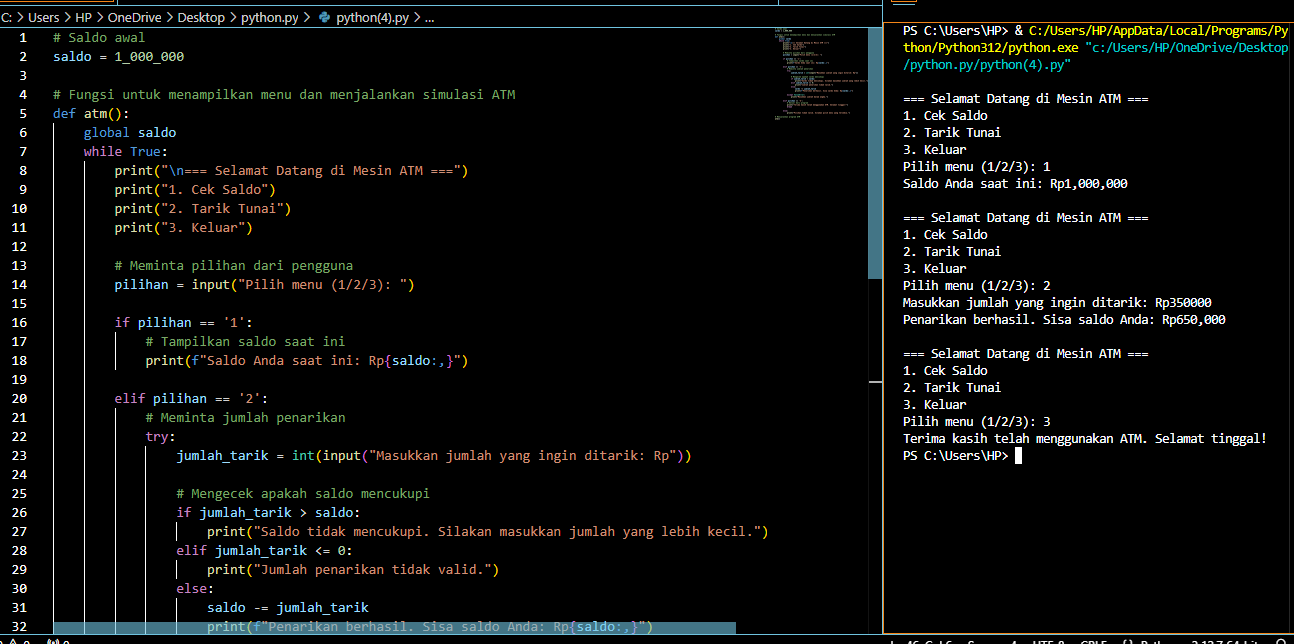 C: > Users > HP > OneDrive > Desktop > python.py > python(4).py > ...
1 # Saldo awal
2 saldo = 1_000_000
3
4 # Fungsi untuk menampilkan menu dan menjalankan simulasi ATM
5 def atm():
6     global saldo
7     while True:
8         print("\n=== Selamat Datang di Mesin ATM ===")
9         print("1. Cek Saldo")
10         print("2. Tarik Tunai")
11         print("3. Keluar")
12
13         # Meminta pilihan dari pengguna
14         pilihan = input("Pilih menu (1/2/3): ")
15
16         if pilihan == '1':
17             # Tampilkan saldo saat ini
18             print(f"Saldo Anda saat ini: Rp{saldo:,}")
19
20         elif pilihan == '2':
21             # Meminta jumlah penarikan
22             try:
23                 jumlah_tarik = int(input("Masukkan jumlah yang ingin ditarik: Rp"))
24
25                 # Mengecek apakah saldo mencukupi
26                 if jumlah_tarik > saldo:
27                     print("Saldo tidak mencukupi. Silakan masukkan jumlah yang lebih kecil.")
28                 elif jumlah_tarik <= 0:
29                     print("Jumlah penarikan tidak valid.")
30                 else:
31                     saldo -= jumlah_tarik
32                     print(f"Penarikan berhasil. Sisa saldo Anda: Rp{saldo:,}")
PS C:\Users\HP> & C:/Users/HP/AppData/Local/Programs/Py
thon/Python312/python.exe "c:/Users/HP/OneDrive/Desktop
/python.py/python(4).py"

=== Selamat Datang di Mesin ATM ===
1. Cek Saldo
2. Tarik Tunai
3. Keluar
Pilih menu (1/2/3): 1
Saldo Anda saat ini: Rp1,000,000

=== Selamat Datang di Mesin ATM ===
1. Cek Saldo
2. Tarik Tunai
3. Keluar
Pilih menu (1/2/3): 2
Masukkan jumlah yang ingin ditarik: Rp350000
Penarikan berhasil. Sisa saldo Anda: Rp650,000

=== Selamat Datang di Mesin ATM ===
1. Cek Saldo
2. Tarik Tunai
3. Keluar
Pilih menu (1/2/3): 3
Terima kasih telah menggunakan ATM. Selamat tinggal!
PS C:\Users\HP>